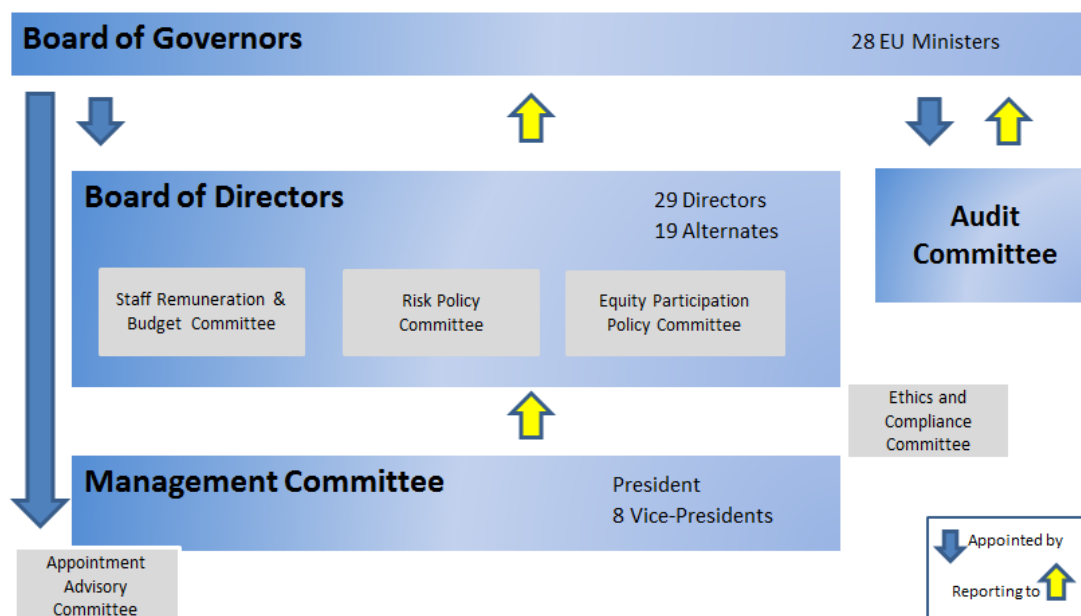 Board of Governors
28 EU Ministers
Board of Directors
29 Directors
19 Alternates
Audit
Committee
Staff Remuneration &
Budget Committee
Risk Policy
Committee
Equity Participation
Policy Committee
Ethics and
Compliance
Committee
Management Committee
President
8 Vice-Presidents
Appointment
Advisory
Committee
Appointed by
Reporting to